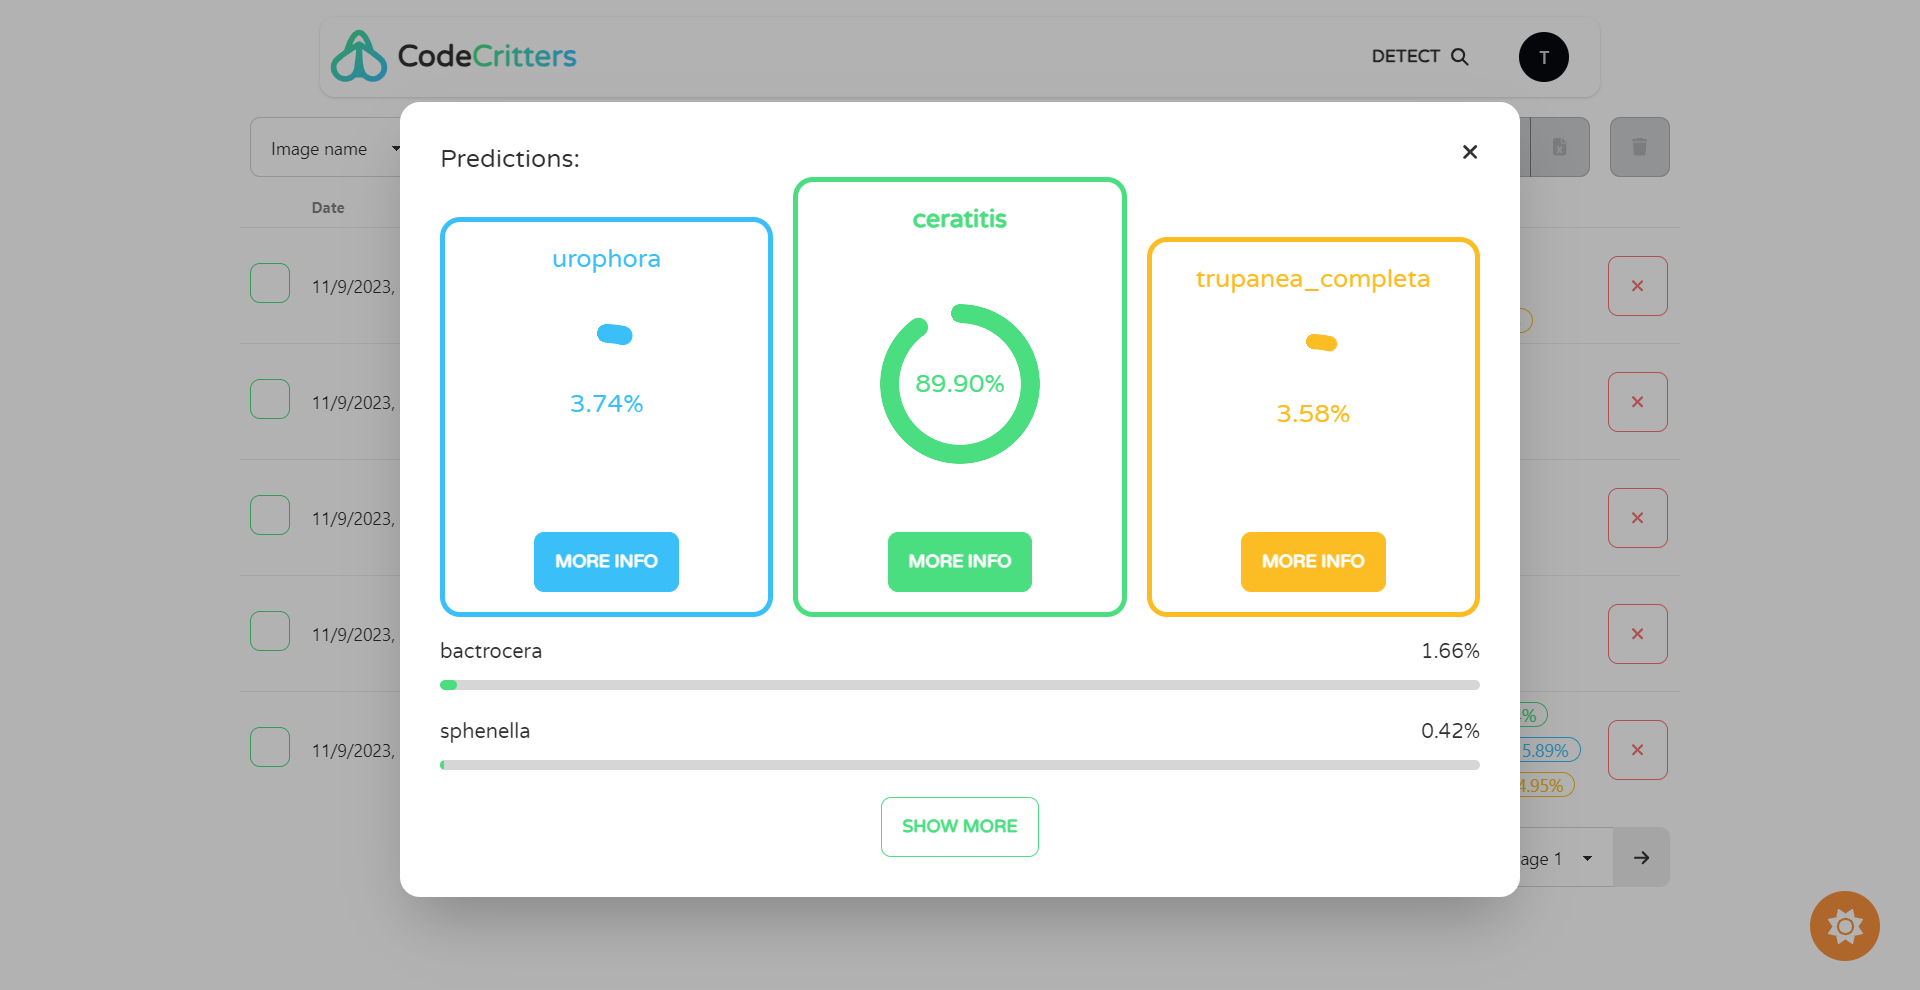 CodeCritters
DETECT
T
Image name
Predictions:
Date
urophora
ceratitis
trupanea_completa
11/9/2023,
3.74%
89.90%
3.58%
11/9/2023,
11/9/2023,
MORE INFO
MORE INFO
MORE INFO
11/9/2023,
bactrocera
1.66%
sphenella
0.42%
11/9/2023,
%
5.89%
4.95%
SHOW MORE
age 1